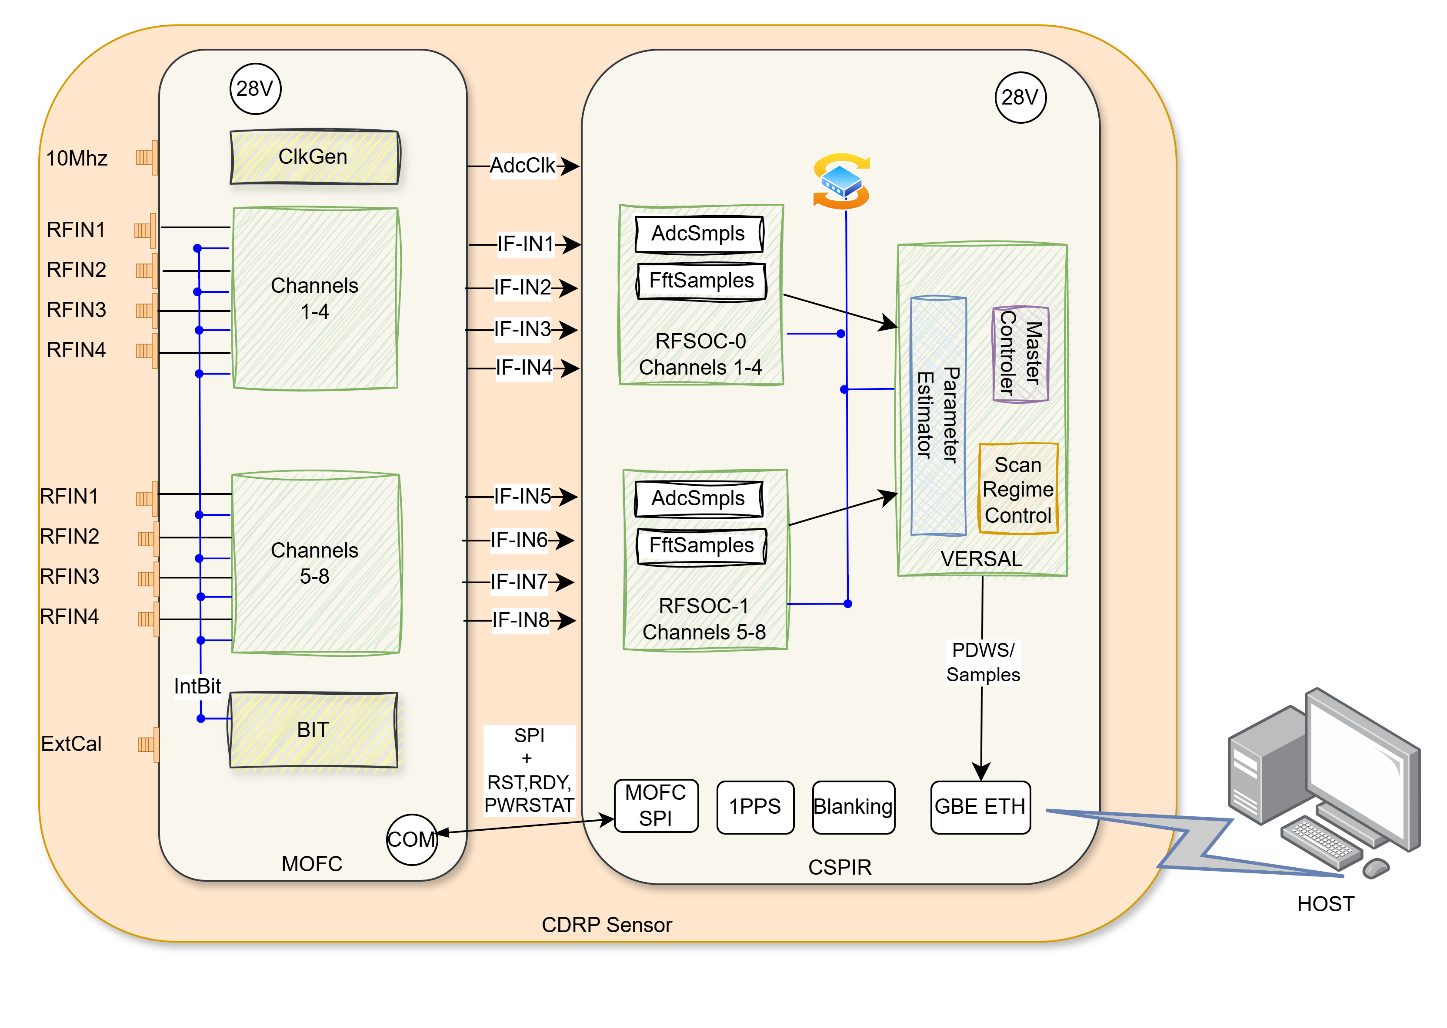 28V
28V
10Mhz
ClkGen
AdcClk
RFIN1
RFIN2
RFIN3
RFIN4
Channels
1-4
IF-IN1
IF-IN2
IF-IN3
IF-IN4
AdcSmpls
FftSamples
RFSOC-0
Channels 1-4
Parameter
Estimator
Master
Controler
Scan
Regime
Control
VERSAL
RFIN1
RFIN2
RFIN3
RFIN4
Channels
5-8
IF-IN5
IF-IN6
IF-IN7
IF-IN8
AdcSmpls
FftSamples
RFSOC-1
Channels 5-8
PDWS/
Samples
IntBit
BIT
ExtCal
SPI
+
RST,RDY,
PWRSTAT
COM
MOFC
SPI
1PPS
Blanking
GBE ETH
MOFC
CSPIR
HOST
CDRP Sensor